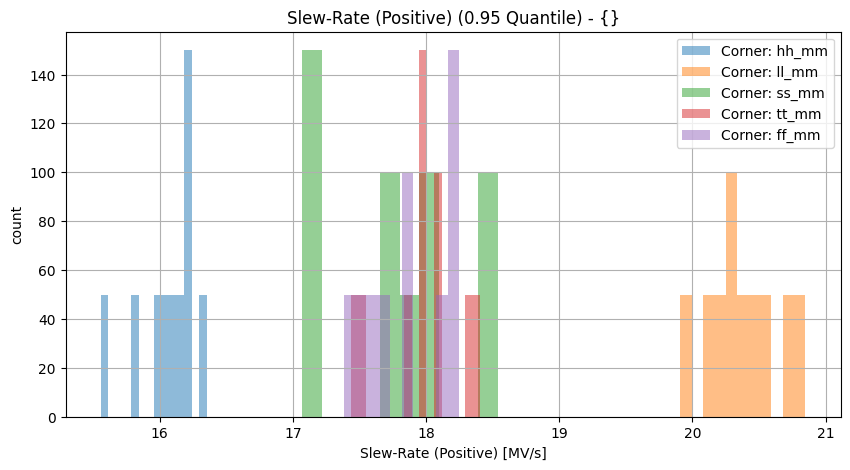 Slew-Rate (Positive) (0.95 Quantile) - {}
Corner: hh_mm
Corner: ll_mm
Corner: ss_mm
Corner: tt_mm
Corner: ff_mm
140
120
100
80
60
40
20
0
count
16
17
18
19
20
21
Slew-Rate (Positive) [MV/s]